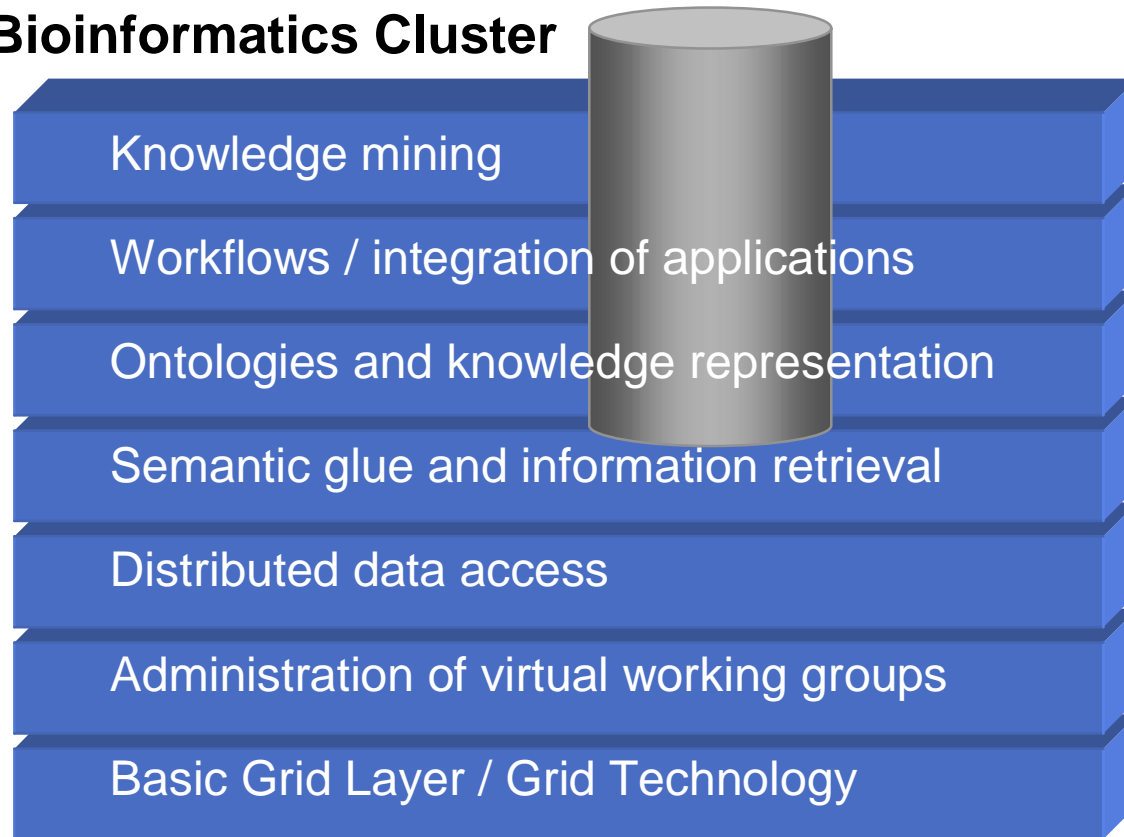 Bioinformatics Cluster
Knowledge mining
Workflows / integration of applications
Ontologies and knowledge representation
Semantic glue and information retrieval
Distributed data access
Administration of virtual working groups
Basic Grid Layer / Grid Technology